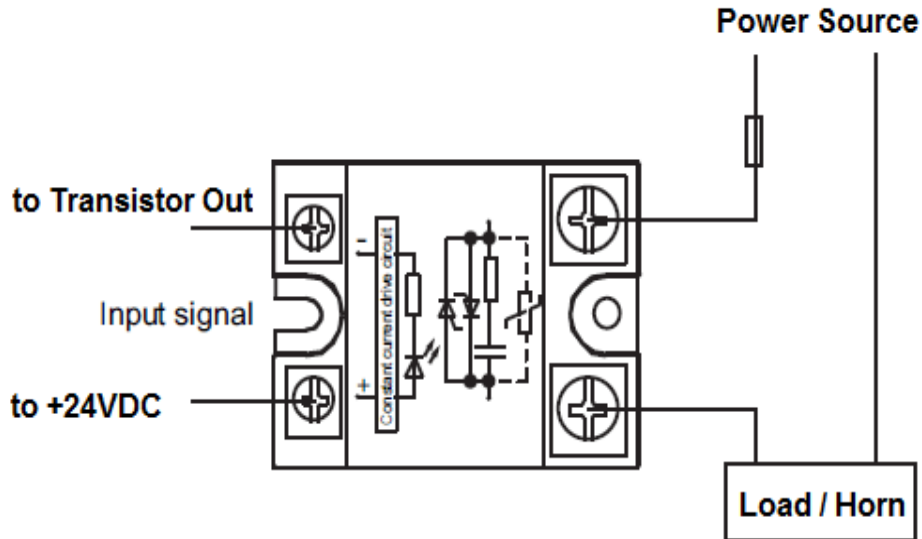 Power Source
to Transistor Out
-
Constant current drive circuit
Input signal
+
to +24VDC
Load / Horn